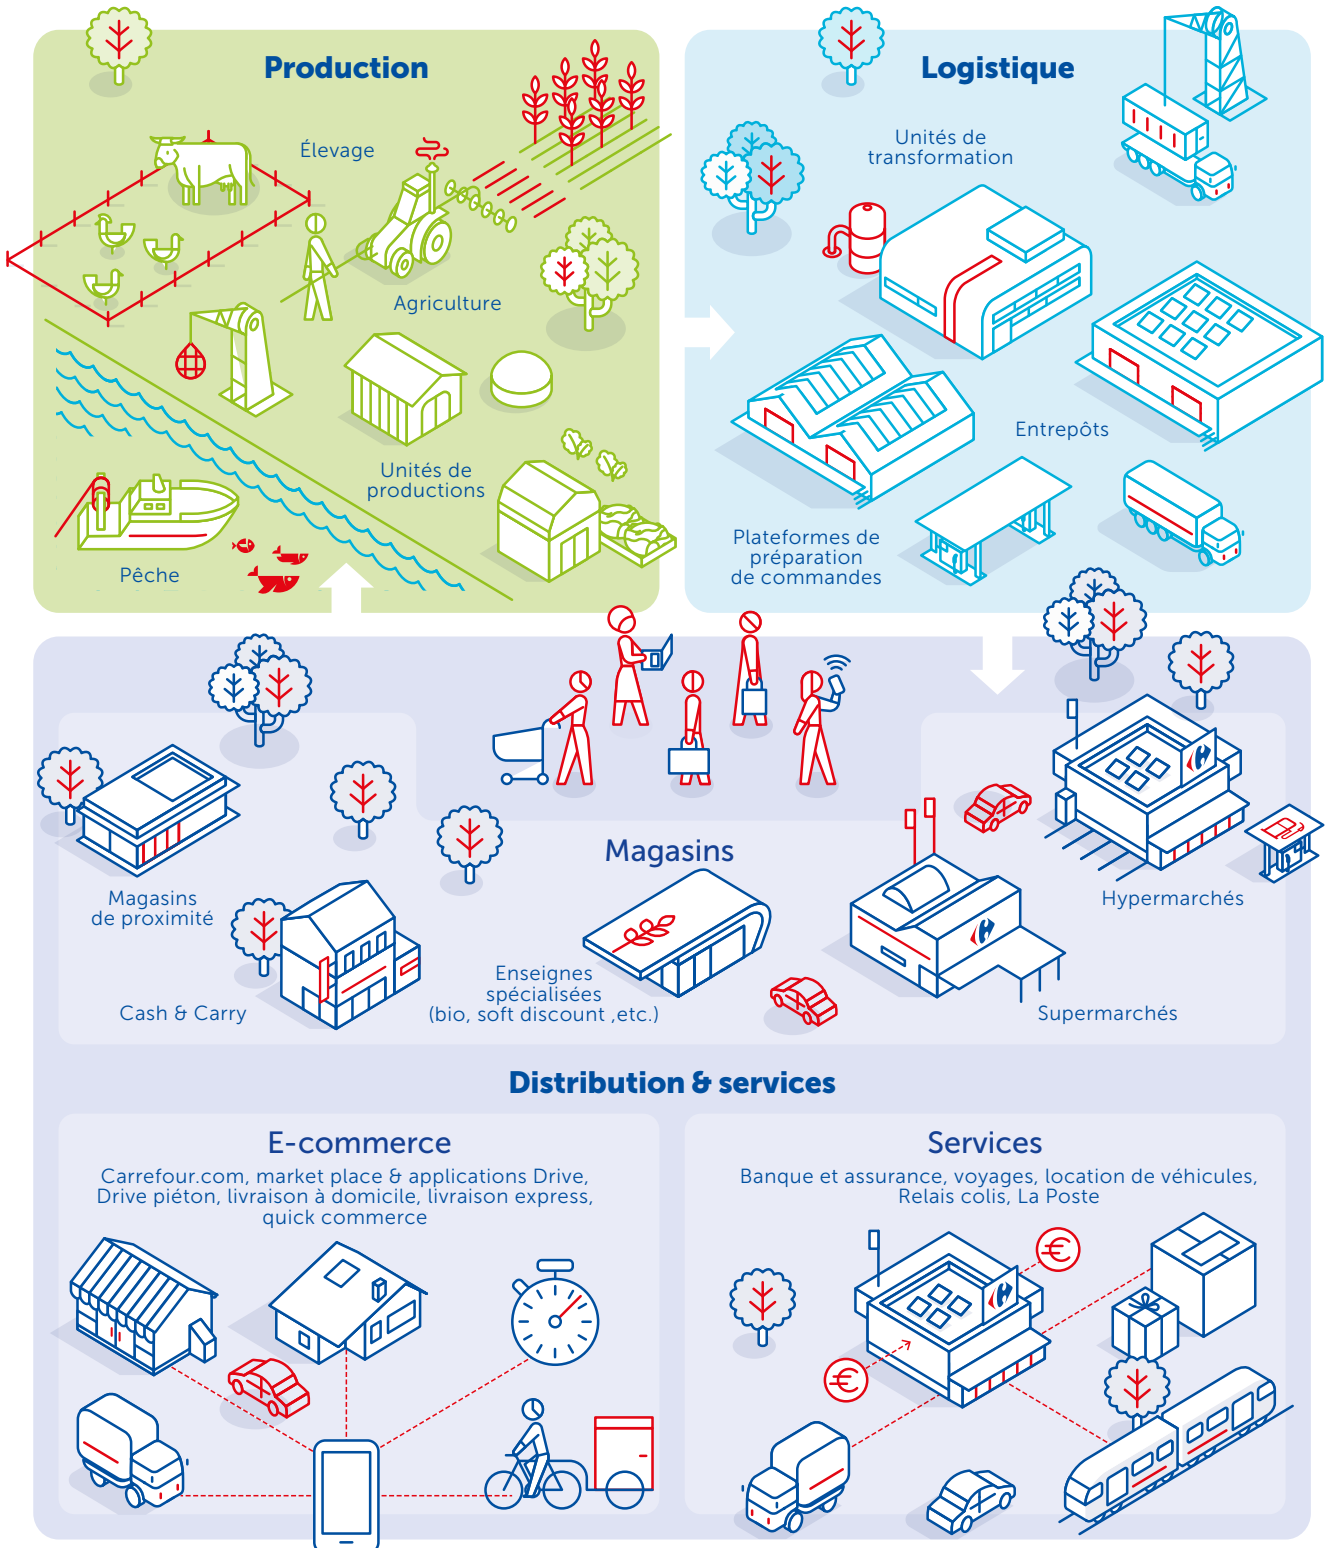 Production
Élevage
Agriculture
Unités de
productions
Pêche
Logistique
Unités de
transformation
Entrepôts
Plateformes de
préparation
de commandes
Magasins
Magasins
de proximité
Cash & Carry
Enseignes
spécialisées
(bio, soft discount ,etc.)
Hypermarchés
Supermarchés
Distribution & services
E-commerce
Carrefour.com, market place & applications Drive,
Drive piéton, livraison à domicile, livraison express,
quick commerce
Services
Banque et assurance, voyages, location de véhicules,
Relais colis, La Poste
€
€